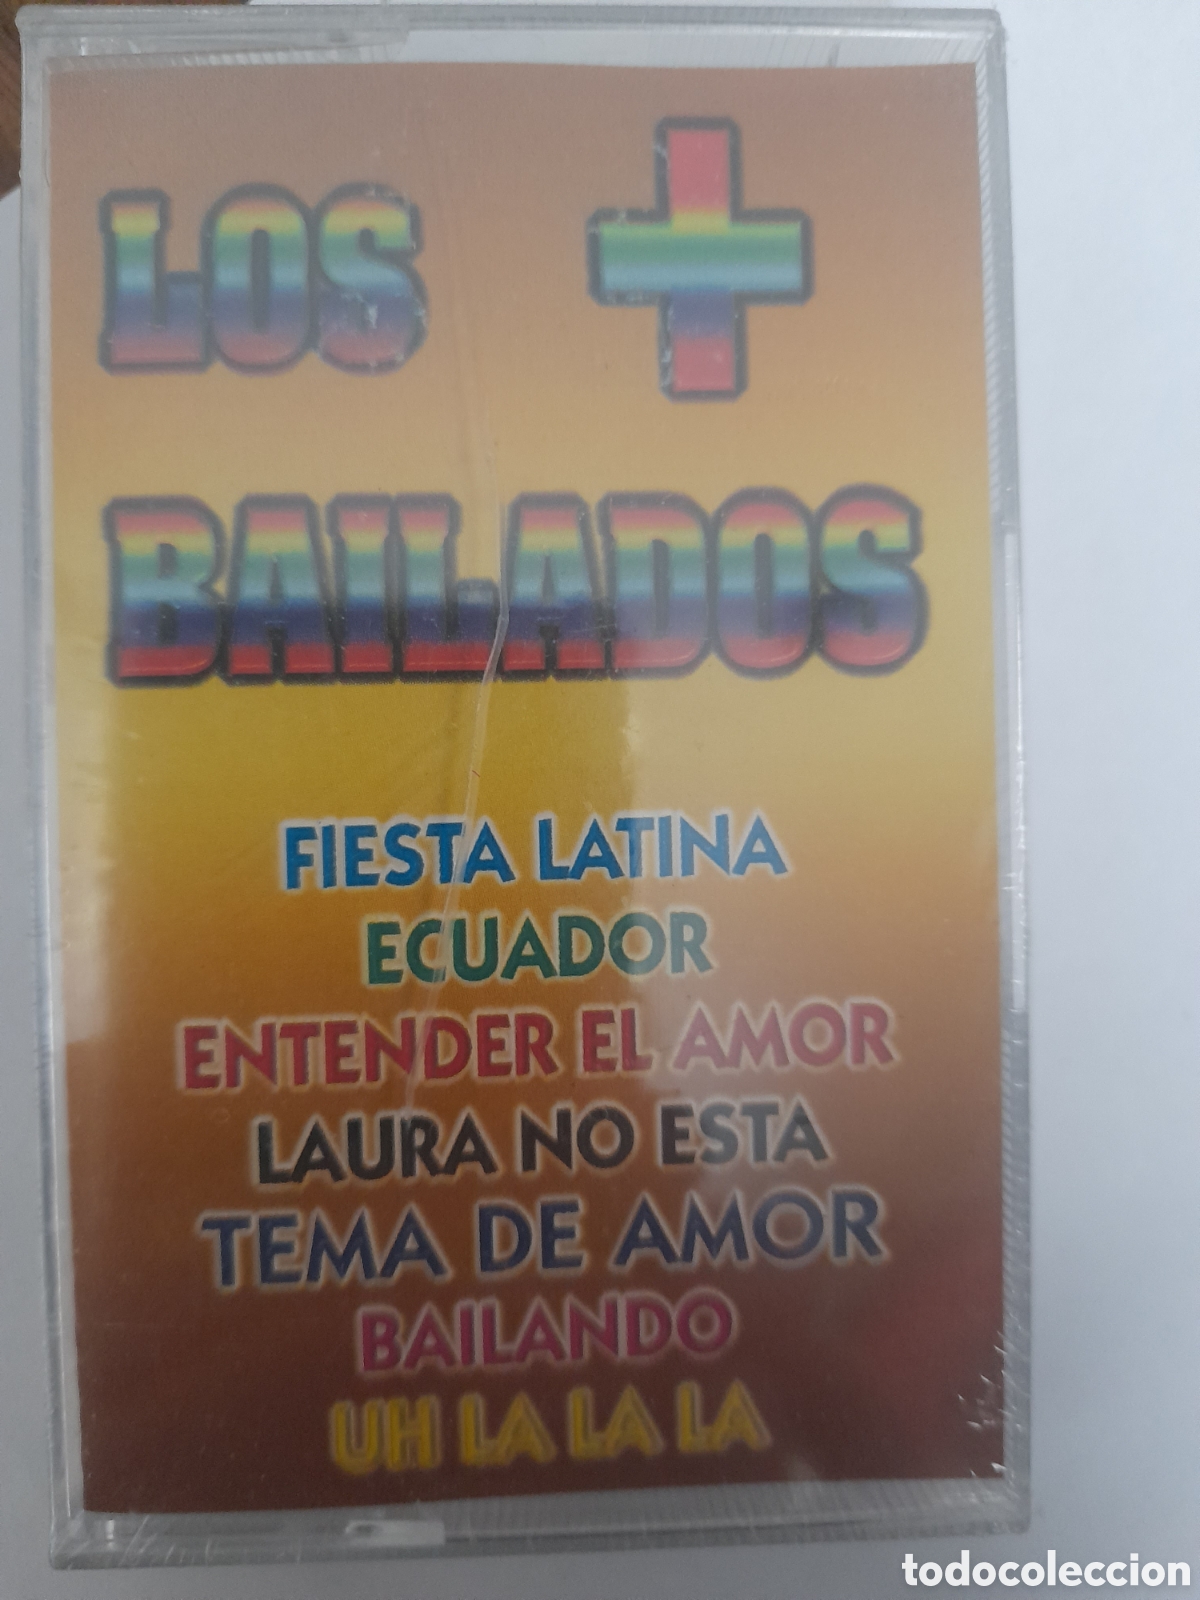 LOS +
BAILADOS
FIESTA LATINA
ECUADOR
ENTENDER EL AMOR
LAURA NO ESTA
TEMA DE AMOR
BAILANDO
UH LA LA LA
todocoleccion